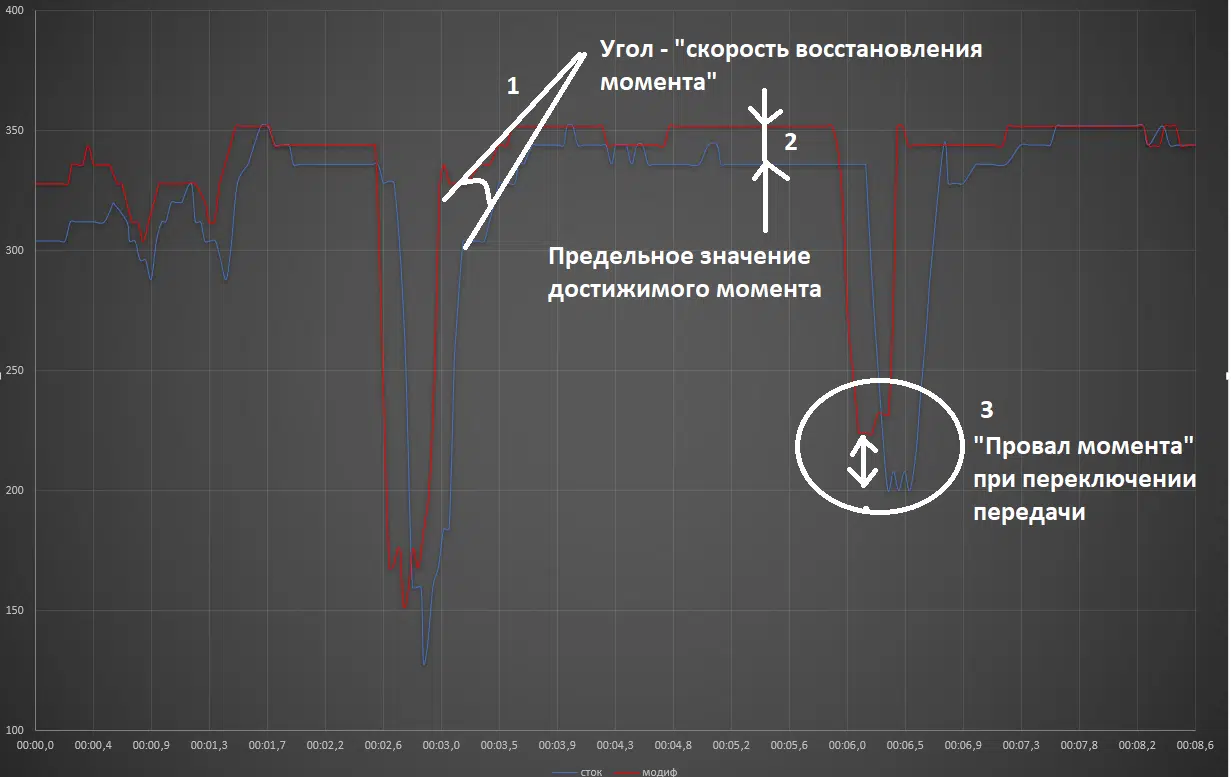 400
350
300
250
200
150
100
1
Угол - "скорость восстановления
момента"
2
Предельное значение
достижимого момента
3
"Провал момента"
при переключении
передачи
00:00,0 00:00,4 00:00,9 00:01,3 00:01,7 00:02,2 00:02,6 00:03,0 00:03,5 00:03,9 00:04,3 00:04,8 00:05,2 00:05,6 00:06,0 00:06,5 00:06,9 00:07,3 00:07,8 00:08,2 00:08,6
сток модиф